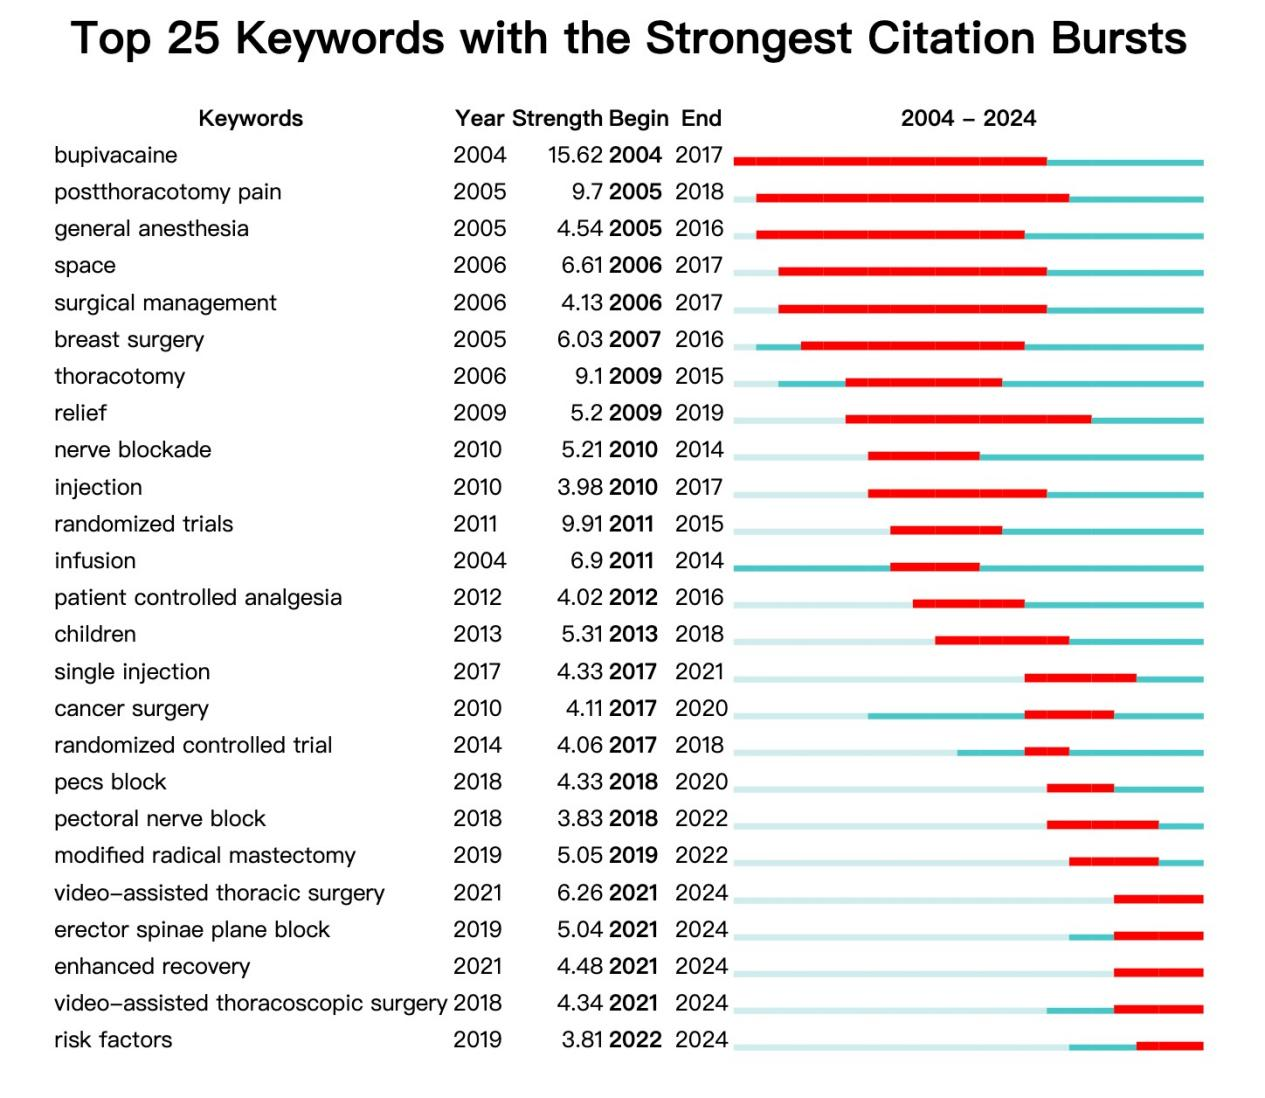 Top 25 Keywords with the Strongest Citation Bursts
Keywords Year Strength Begin End 2004 – 2024
bupivacaine 2004 15.62 2004 2017
postthoracotomy pain 2005 9.7 2005 2018
general anesthesia 2005 4.54 2005 2016
space 2006 6.61 2006 2017
surgical management 2006 4.13 2006 2017
breast surgery 2005 6.03 2007 2016
thoracotomy 2006 9.1 2009 2015
relief 2009 5.2 2009 2019
nerve blockade 2010 5.21 2010 2014
injection 2010 3.98 2010 2017
randomized trials 2011 9.91 2011 2015
infusion 2004 6.9 2011 2014
patient controlled analgesia 2012 4.02 2012 2016
children 2013 5.31 2013 2018
single injection 2017 4.33 2017 2021
cancer surgery 2010 4.11 2017 2020
randomized controlled trial 2014 4.06 2017 2018
pecs block 2018 4.33 2018 2020
pectoral nerve block 2018 3.83 2018 2022
modified radical mastectomy 2019 5.05 2019 2022
video–assisted thoracic surgery 2021 6.26 2021 2024
erector spinae plane block 2019 5.04 2021 2024
enhanced recovery 2021 4.48 2021 2024
video–assisted thoracoscopic surgery 2018 4.34 2021 2024
risk factors 2019 3.81 2022 2024